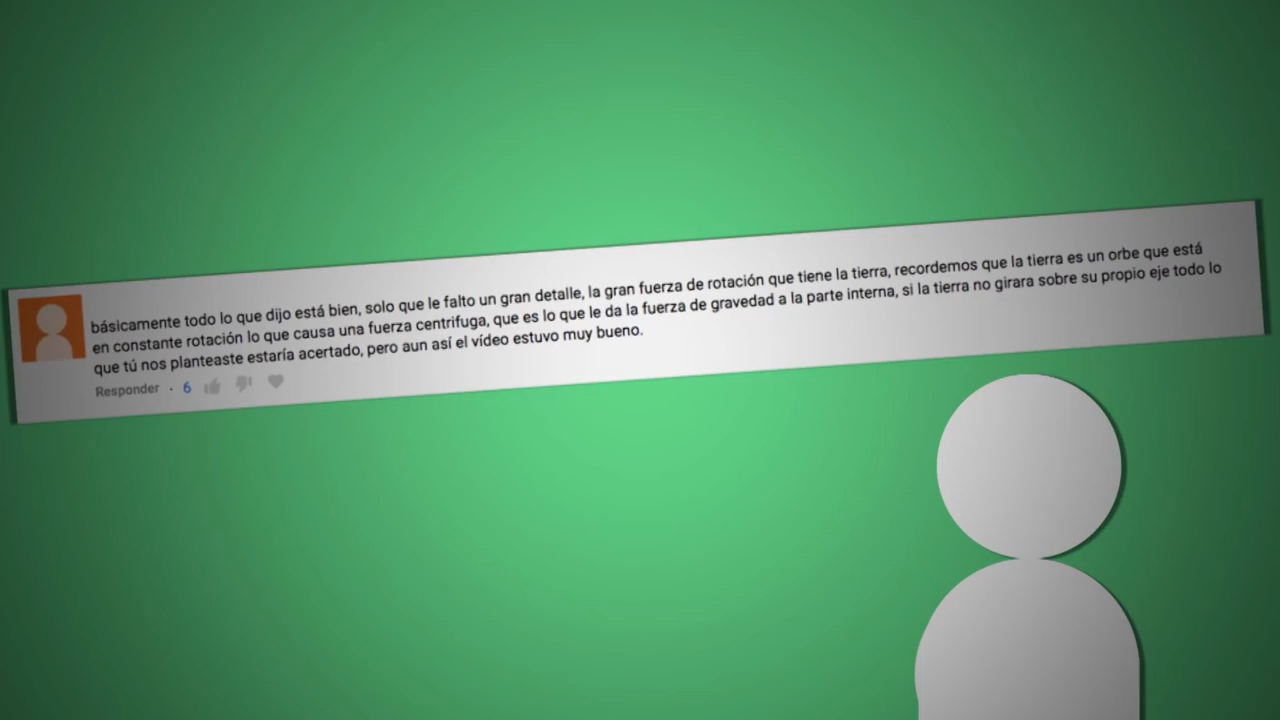 básicamente todo lo que dijo está bien, solo que le falto un gran detalle, la gran fuerza de rotación que tiene la tierra, recordemos que la tierra es un orbe que está
en constante rotación lo que causa una fuerza centrifuga, que es lo que le da la fuerza de gravedad a la parte interna, si la tierra no girara sobre su propio eje todo lo
que tú nos planteaste estaría acertado, pero aun así el vídeo estuvo muy bueno.
Responder · 6